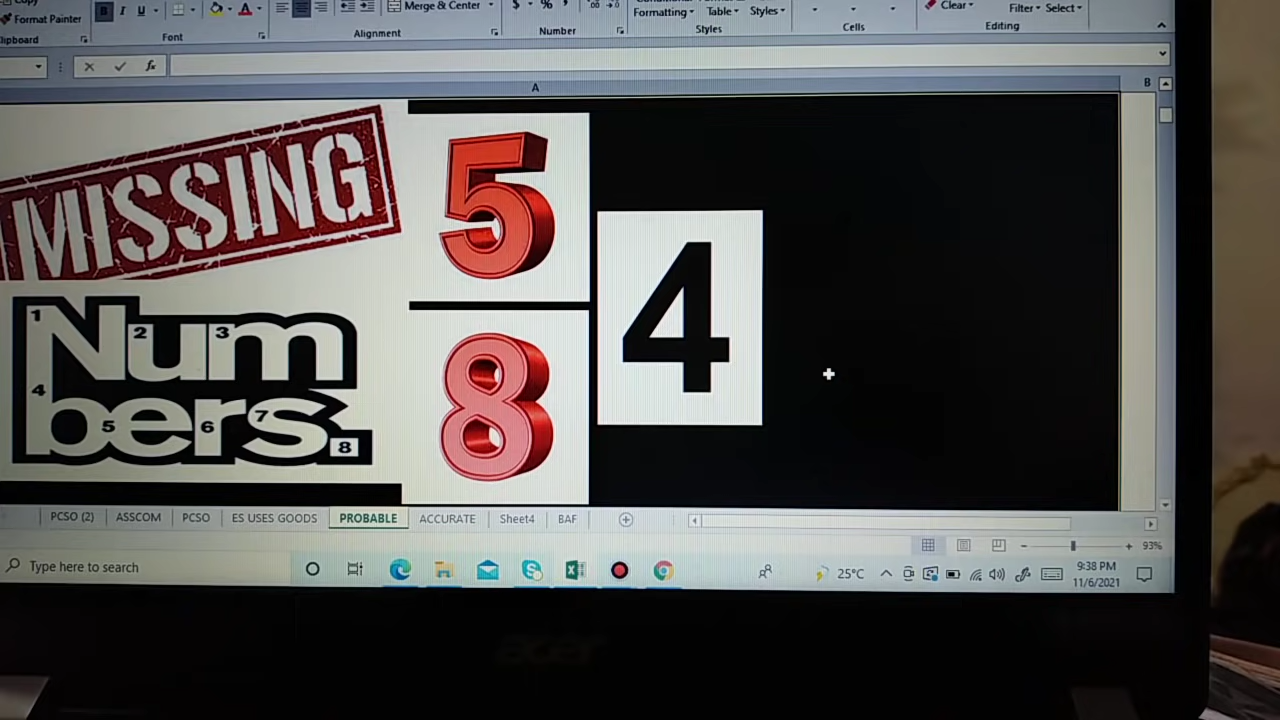 Format Painter
B I U
A
Merge & Center
$ %
Formatting Table Styles
Clear
Filter Select
Font
Alignment
Number
Styles
Cells
Editing
fx
A
B
MISSING
Num
bers.
1
2
3
4
5
6
7
8
5
8
4
PCSO (2) ASSCOM PCSO ES USES GOODS PROBABLE ACCURATE Sheet4 BAF
93%
Type here to search
25°C
9:38 PM
11/6/2021
acer